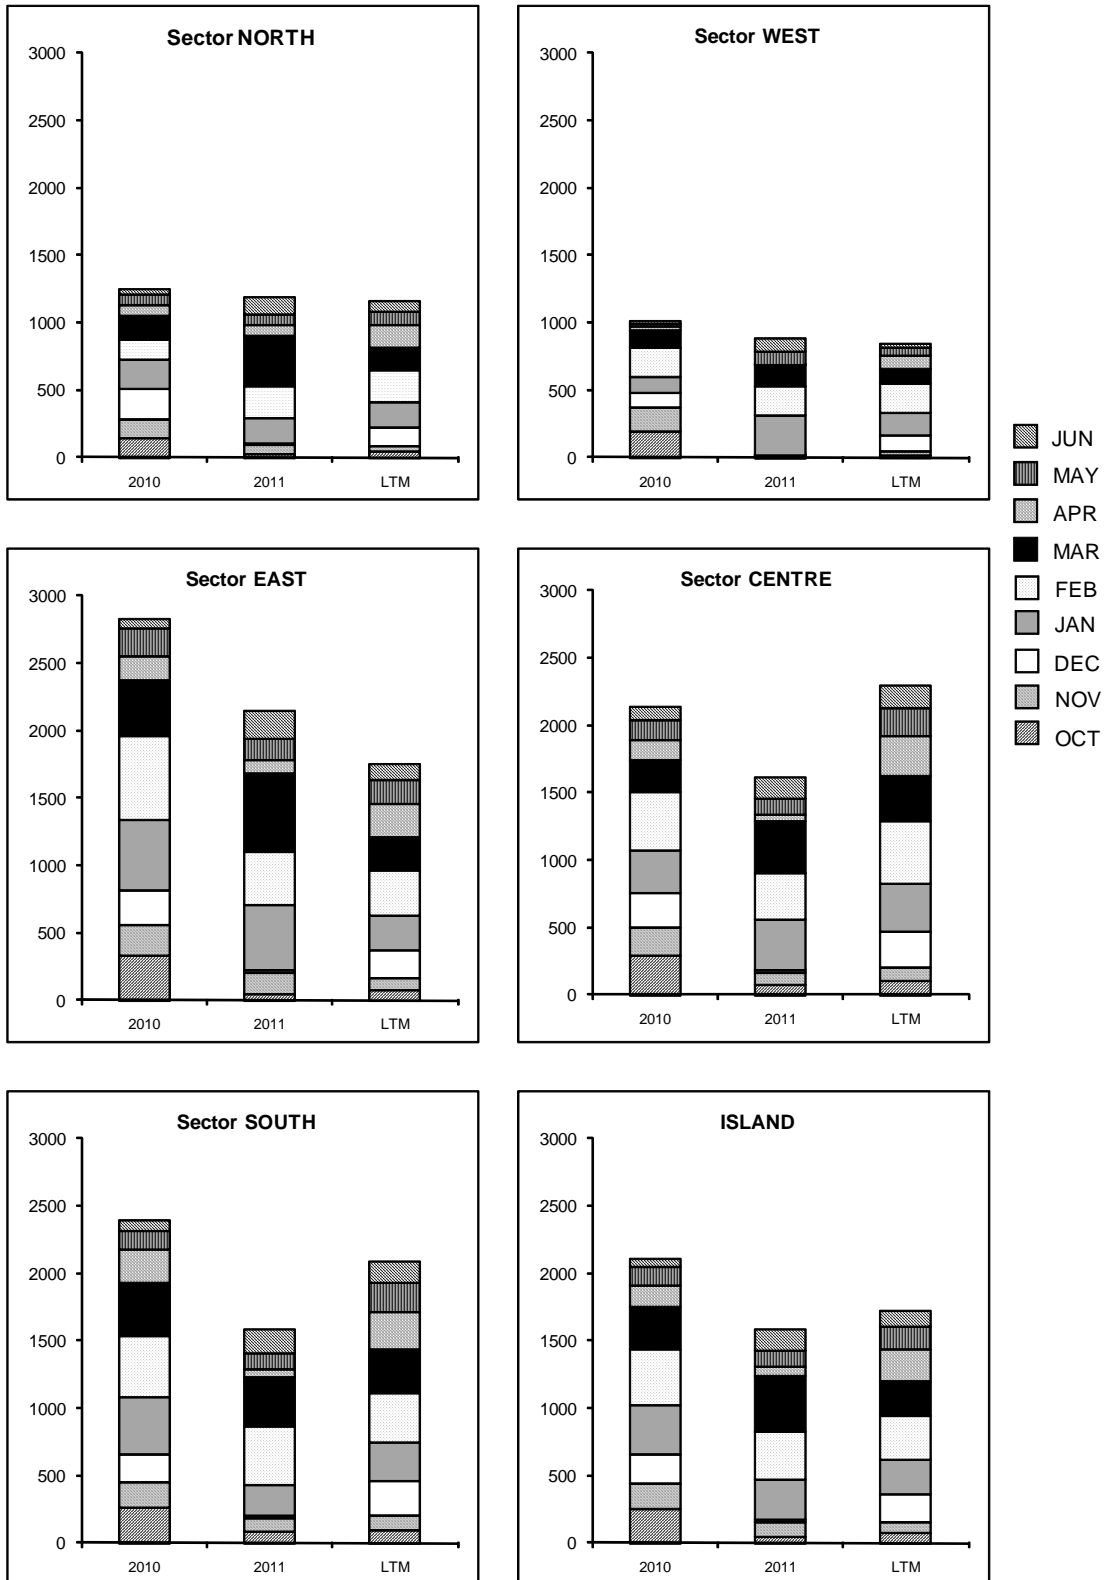 Sector NORTH
3000
2500
2000
1500
1000
500
0
2010 2011 LTM
Sector WEST
3000
2500
2000
1500
1000
500
0
2010 2011 LTM
JUN
MAY
APR
MAR
FEB
JAN
DEC
NOV
OCT
Sector EAST
3000
2500
2000
1500
1000
500
0
2010 2011 LTM
Sector CENTRE
3000
2500
2000
1500
1000
500
0
2010 2011 LTM
Sector SOUTH
3000
2500
2000
1500
1000
500
0
2010 2011 LTM
ISLAND
3000
2500
2000
1500
1000
500
0
2010 2011 LTM